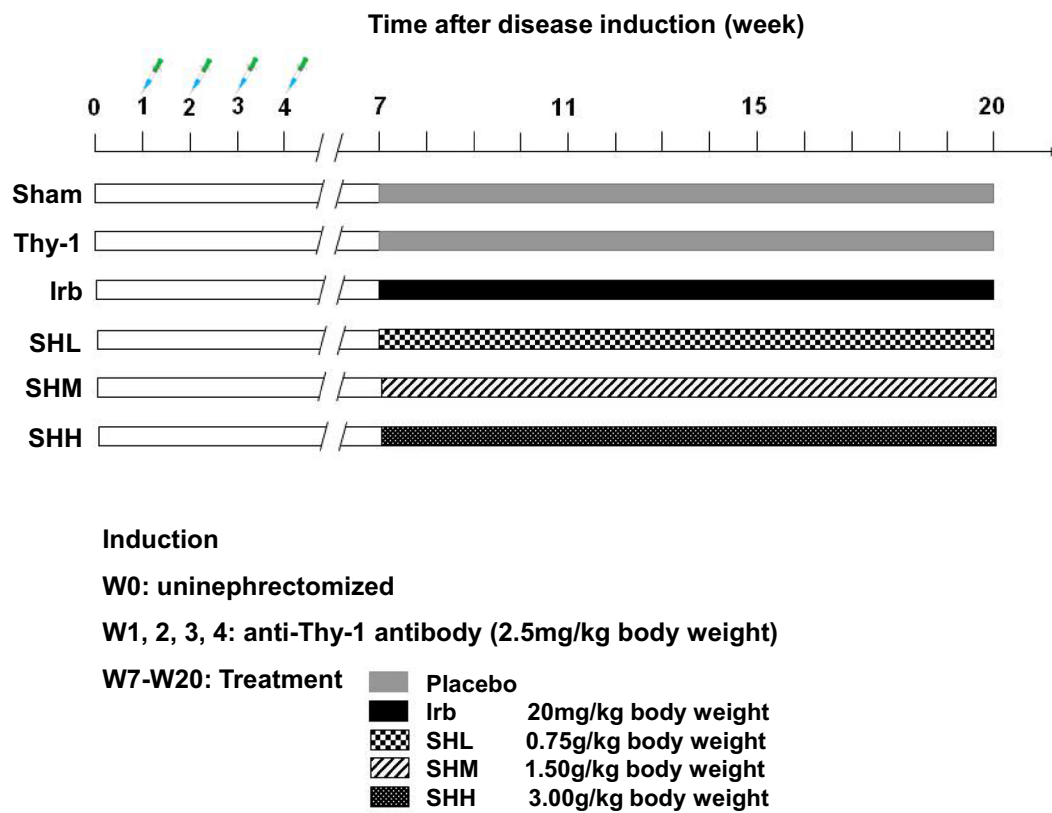 Time after disease induction (week)
0 1 2 3 4 7 11 15 20
Sham
Thy-1
Irb
SHL
SHM
SHH
Induction
W0: uninephrectomized
W1, 2, 3, 4: anti-Thy-1 antibody (2.5mg/kg body weight)
W7-W20: Treatment
Placebo
Irb 20mg/kg body weight
SHL 0.75g/kg body weight
SHM 1.50g/kg body weight
SHH 3.00g/kg body weight